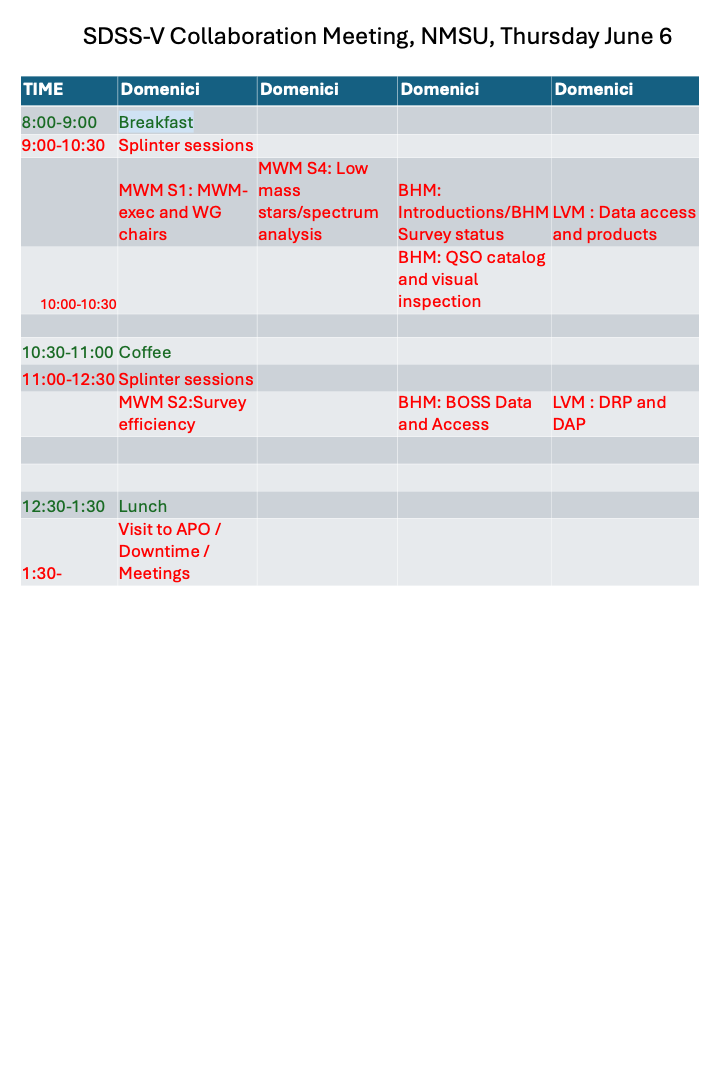 SDSS-V Collaboration Meeting, NMSU, Thursday June 6
TIME Domenici Domenici Domenici Domenici
8:00-9:00 Breakfast
9:00-10:30 Splinter sessions
MWM S1: MWM-
exec and WG
chairs
MWM S4: Low
mass
stars/spectrum
analysis
BHM:
Introductions/BHM
Survey status
LVM : Data access
and products
10:00-10:30
BHM: QSO catalog
and visual
inspection
10:30-11:00 Coffee
11:00-12:30 Splinter sessions
MWM S2:Survey
efficiency
BHM: BOSS Data
and Access
LVM : DRP and
DAP
12:30-1:30 Lunch
1:30-
Visit to APO /
Downtime /
Meetings